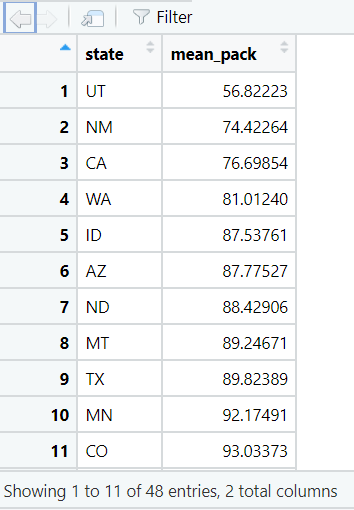 Filter
state mean_pack
1 UT 56.82223
2 NM 74.42264
3 CA 76.69854
4 WA 81.01240
5 ID 87.53761
6 AZ 87.77527
7 ND 88.42906
8 MT 89.24671
9 TX 89.82389
10 MN 92.17491
11 CO 93.03373
Showing 1 to 11 of 48 entries, 2 total columns